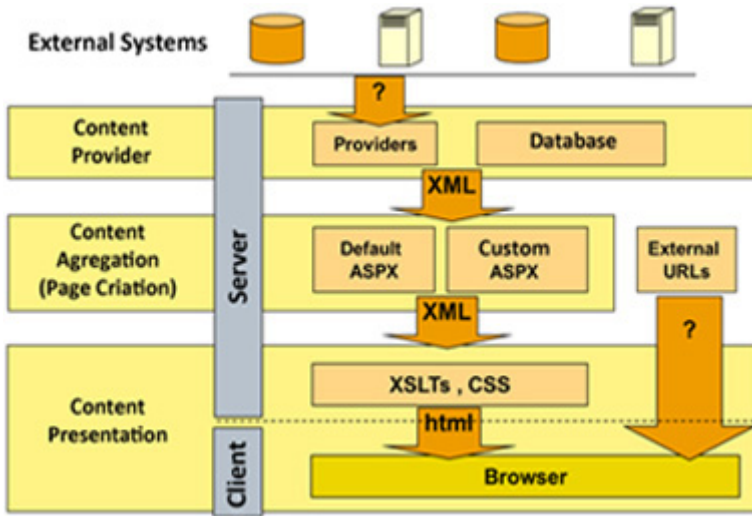 External Systems
?
Content
Provider
Providers
Database
XML
Server
Content
Agregation
(Page Criation)
Default
ASPX
Custom
ASPX
External
URLs
XML
?
Content
Presentation
XSLTs , CSS
html
Client
Browser